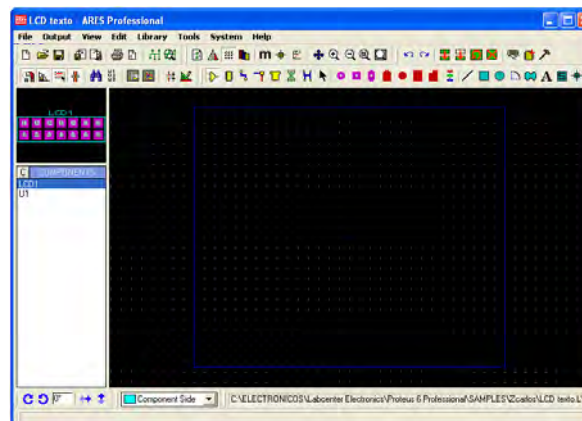 LCD texto - ARES Professional
File Output View Edit Library Tools System Help
LCD1
C COMPONENTS
LCD1
U1
0° Component Side C:\ELECTRONICOS\Labcenter Electronics\Proteus 6 Professional\SAMPLES\Zcarlos\LCD texto.L